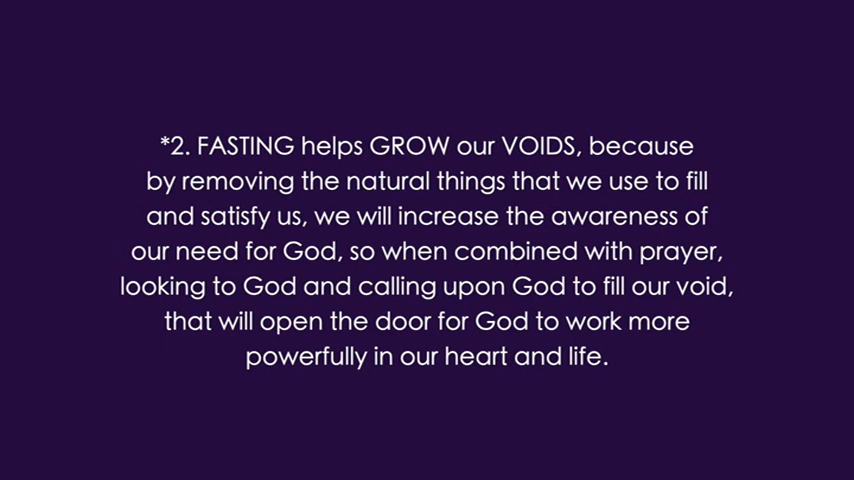 *2. FASTING helps GROW our VOIDS, because
by removing the natural things that we use to fill
and satisfy us, we will increase the awareness of
our need for God, so when combined with prayer,
looking to God and calling upon God to fill our void,
that will open the door for God to work more
powerfully in our heart and life.